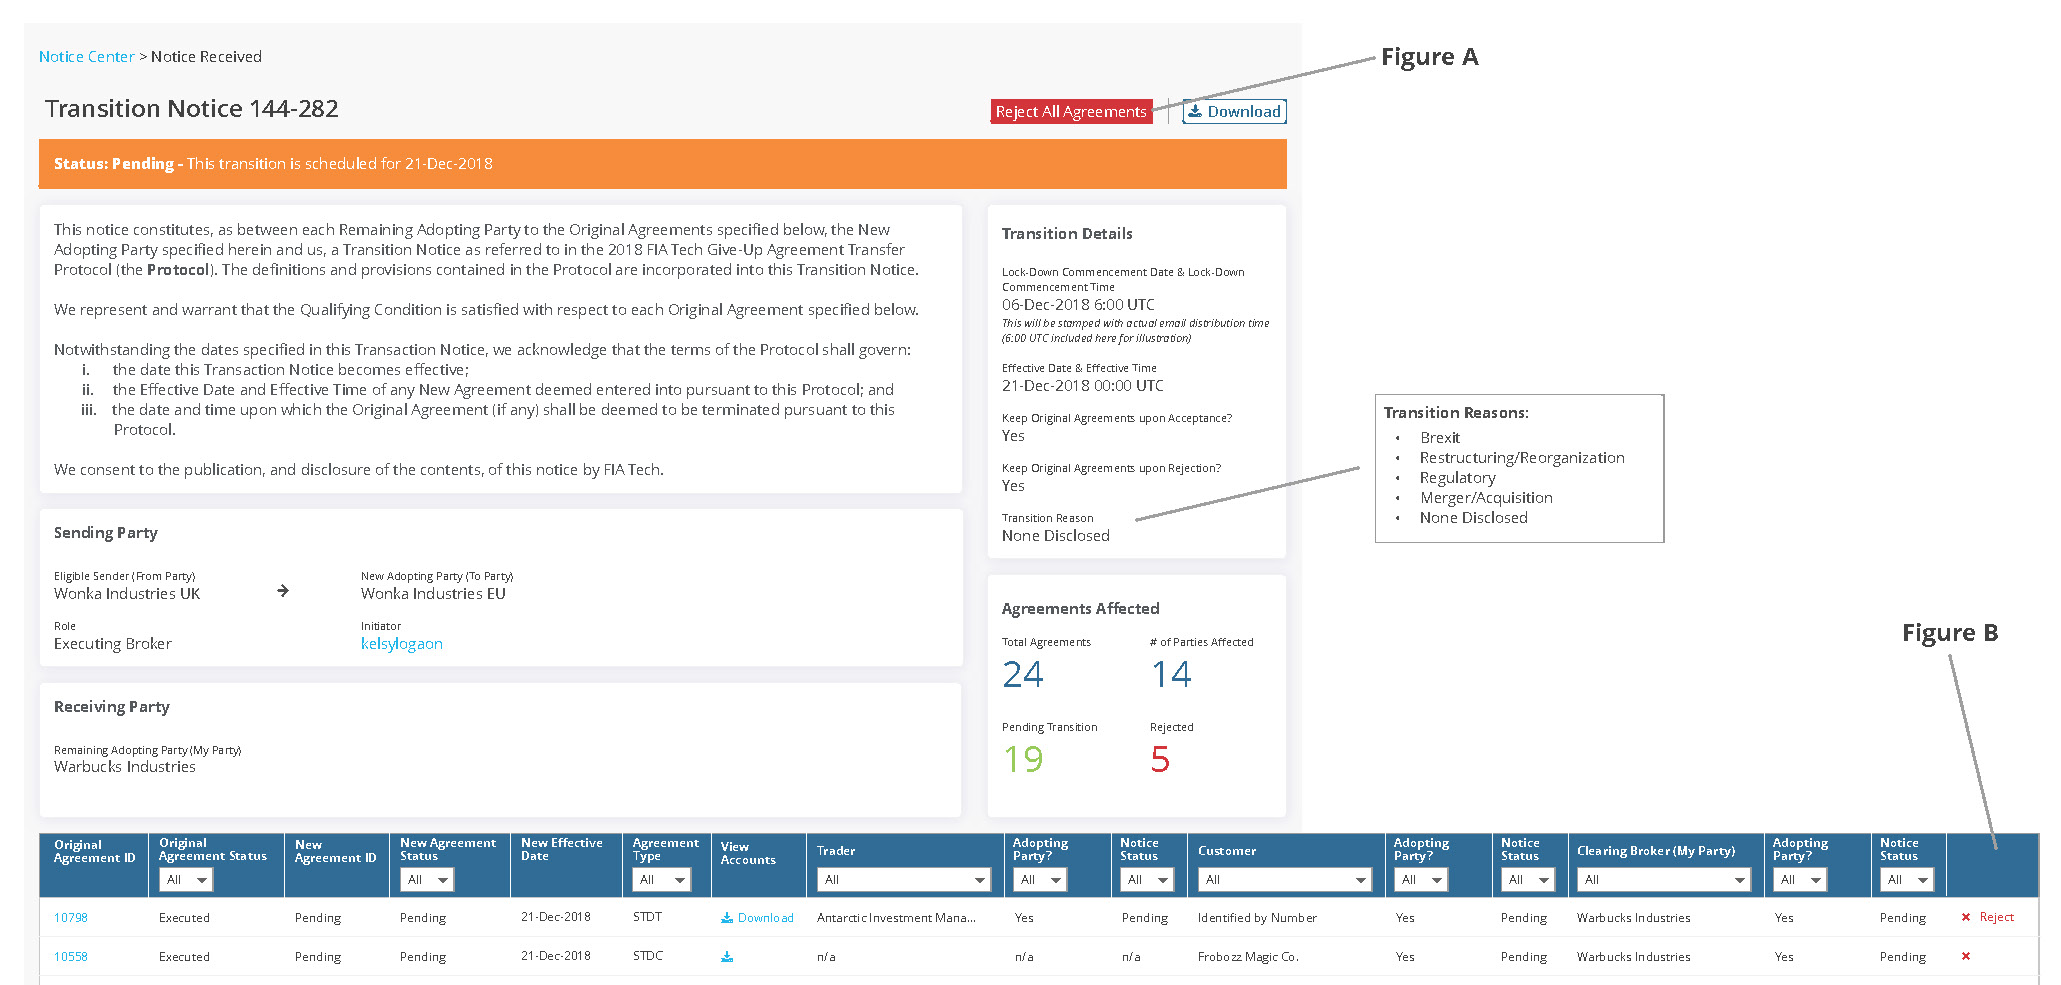 Figure A
Notice Center > Notice Received
Transition Notice 144-282
Reject All Agreements
Download
Status: Pending - This transition is scheduled for 21-Dec-2018
This notice constitutes, as between each Remaining Adopting Party to the Original Agreements specified below, the New
Adopting Party specified herein and us, a Transition Notice as referred to in the 2018 FIA Tech Give-Up Agreement Transfer
Protocol (the Protocol). The definitions and provisions contained in the Protocol are incorporated into this Transition Notice.
We represent and warrant that the Qualifying Condition is satisfied with respect to each Original Agreement specified below.
Notwithstanding the dates specified in this Transaction Notice, we acknowledge that the terms of the Protocol shall govern:
i. the date this Transaction Notice becomes effective;
ii. the Effective Date and Effective Time of any New Agreement deemed entered into pursuant to this Protocol; and
iii. the date and time upon which the Original Agreement (if any) shall be deemed to be terminated pursuant to this
Protocol.
We consent to the publication, and disclosure of the contents, of this notice by FIA Tech.
Transition Details
Lock-Down Commencement Date & Lock-Down
Commencement Time
06-Dec-2018 6:00 UTC
This will be stamped with actual email distribution time
(6:00 UTC included here for illustration)
Effective Date & Effective Time
21-Dec-2018 00:00 UTC
Keep Original Agreements upon Acceptance?
Yes
Keep Original Agreements upon Rejection?
Yes
Transition Reason
None Disclosed
Transition Reasons:
• Brexit
• Restructuring/Reorganization
• Regulatory
• Merger/Acquisition
• None Disclosed
Sending Party
Eligible Sender (From Party)
Wonka Industries UK
New Adopting Party (To Party)
Wonka Industries EU
Role
Executing Broker
Initiator
kelsylogaon
Receiving Party
Remaining Adopting Party (My Party)
Warbucks Industries
Agreements Affected
Total Agreements
24
# of Parties Affected
14
Pending Transition
19
Rejected
5
Figure B
Original
Agreement ID
Original
Agreement Status
All
New
Agreement ID
New Agreement
Status
All
New Effective
Date
Agreement
Type
All
View
Accounts
Trader
All
Adopting
Party?
All
Notice
Status
All
Customer
All
Adopting
Party?
All
Notice
Status
All
Clearing Broker (My Party)
All
Adopting
Party?
All
Notice
Status
All
10798 Executed Pending Pending 21-Dec-2018 STDT Download Antarctic Investment Mana... Yes Pending Identified by Number Yes Pending Warbucks Industries Yes Pending × Reject
10558 Executed Pending Pending 21-Dec-2018 STDC n/a n/a n/a Frobozz Magic Co. Yes Pending Warbucks Industries Yes Pending ×